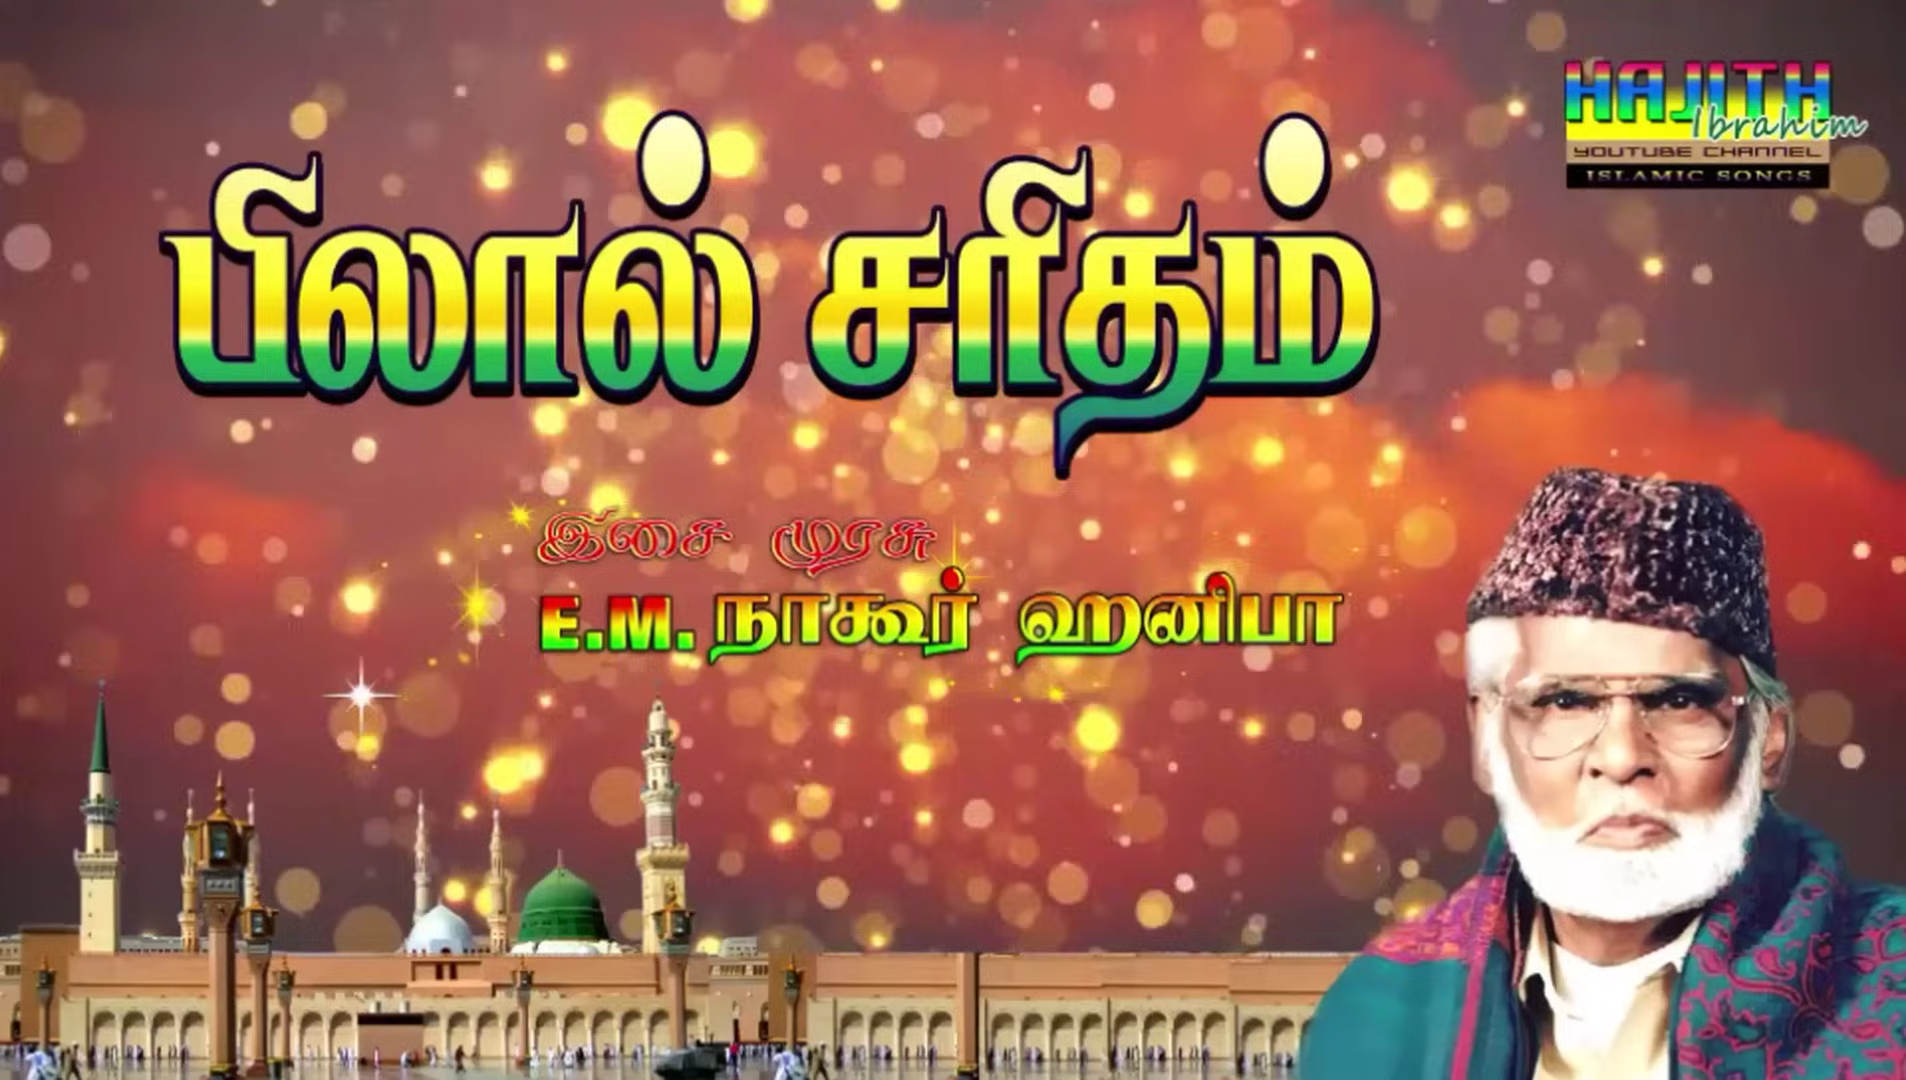 HAJITH
Ibrahim
YOUTUBE CHANNEL
ISLAMIC SONGS
பிலால் சரிதம்
இசை முரசு
E.M. நாகூர் ஹனிபா